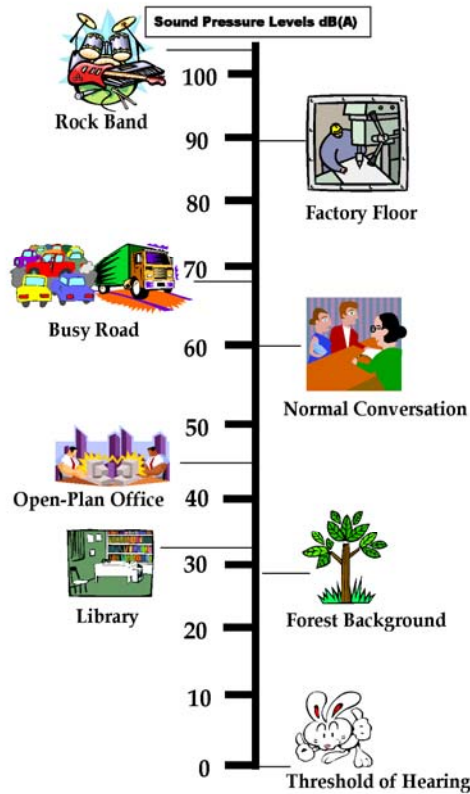 Sound Pressure Levels dB(A)
100
Rock Band
90
Factory Floor
80
70
Busy Road
60
Normal Conversation
50
Open-Plan Office
40
30
Library
Forest Background
20
10
0
Threshold of Hearing